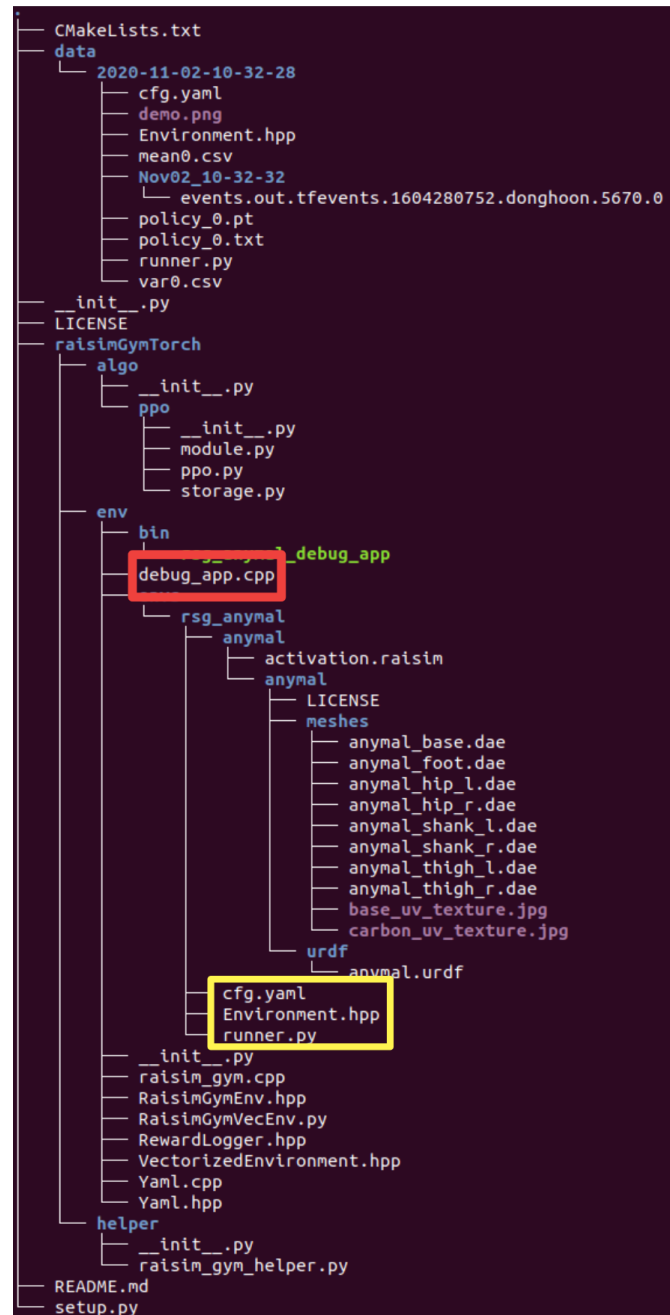 .
CMakeLists.txt
data
2020-11-02-10-32-28
cfg.yaml
demo.png
Environment.hpp
mean0.csv
Nov02_10-32-32
events.out.tfevents.1604280752.donghoon.5670.0
policy_0.pt
policy_0.txt
runner.py
var0.csv
__init__.py
LICENSE
raisimGymTorch
algo
__init__.py
ppo
__init__.py
module.py
ppo.py
storage.py
env
bin
_debug_app
debug_app.cpp
rsg_anymal
anymal
activation.raisim
anymal
LICENSE
meshes
anymal_base.dae
anymal_foot.dae
anymal_hip_l.dae
anymal_hip_r.dae
anymal_shank_l.dae
anymal_shank_r.dae
anymal_thigh_l.dae
anymal_thigh_r.dae
base_uv_texture.jpg
carbon_uv_texture.jpg
urdf
anymal.urdf
cfg.yaml
Environment.hpp
runner.py
__init__.py
raisim_gym.cpp
RaisimGymEnv.hpp
RaisimGymVecEnv.py
RewardLogger.hpp
VectorizedEnvironment.hpp
Yaml.cpp
Yaml.hpp
helper
__init__.py
raisim_gym_helper.py
README.md
setup.py